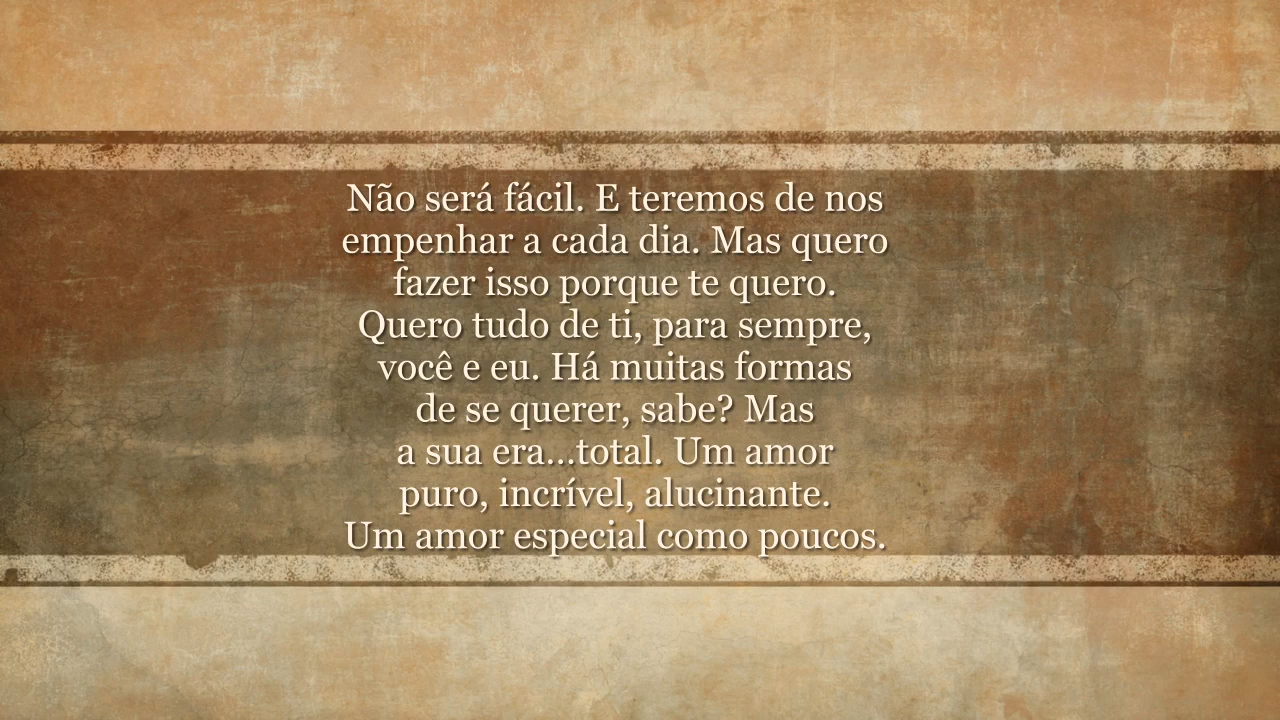 Não será fácil. E teremos de nos
empenhar a cada dia. Mas quero
fazer isso porque te quero.
Quero tudo de ti, para sempre,
você e eu. Há muitas formas
de se querer, sabe? Mas
a sua era...total. Um amor
puro, incrível, alucinante.
Um amor especial como poucos.